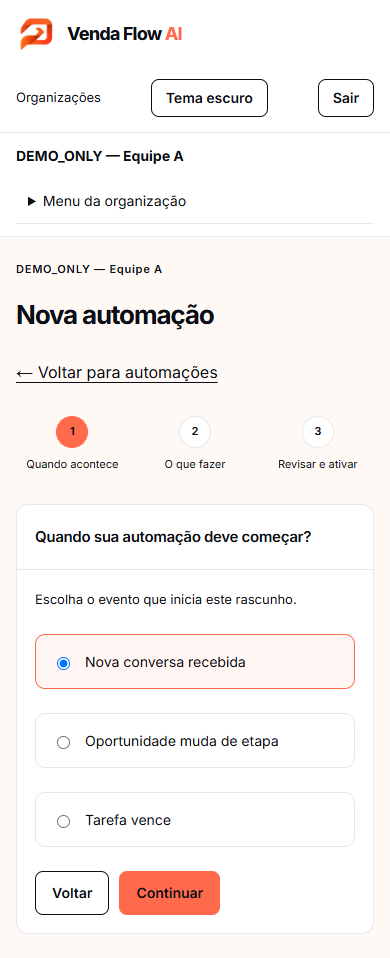 Venda Flow AI
Organizações
Tema escuro
Sair
DEMO_ONLY — Equipe A
▶ Menu da organização
DEMO_ONLY — Equipe A
Nova automação
← Voltar para automações
1
2
3
Quando acontece
O que fazer
Revisar e ativar
Quando sua automação deve começar?
Escolha o evento que inicia este rascunho.
Nova conversa recebida
Oportunidade muda de etapa
Tarefa vence
Voltar
Continuar